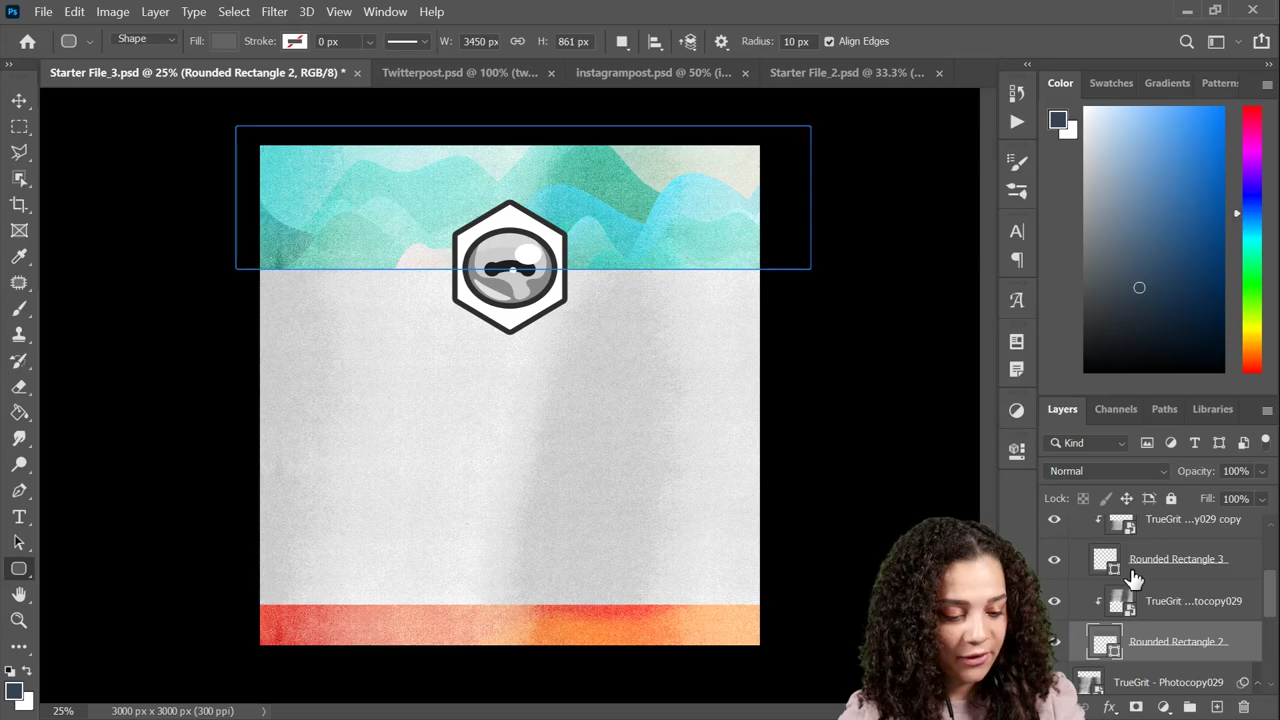 Ps File Edit Image Layer Type Select Filter 3D View Window Help
Shape Fill: Stroke: 0 px W: 3450 px H: 861 px Radius: 10 px Align Edges
Starter File_3.psd @ 25% (Rounded Rectangle 2, RGB/8) * × Twitterpost.psd @ 100% (tw... × instagrampost.psd @ 50% (i... × Starter File_2.psd @ 33.3% (... ×
Color Swatches Gradients Patterns
Layers Channels Paths Libraries
Kind
Normal Opacity: 100%
Lock: Fill: 100%
TrueGrit ...y029 copy
Rounded Rectangle 3
TrueGrit ...tocopy029
Rounded Rectangle 2
TrueGrit - Photocopy029
25% 3000 px x 3000 px (300 ppi)